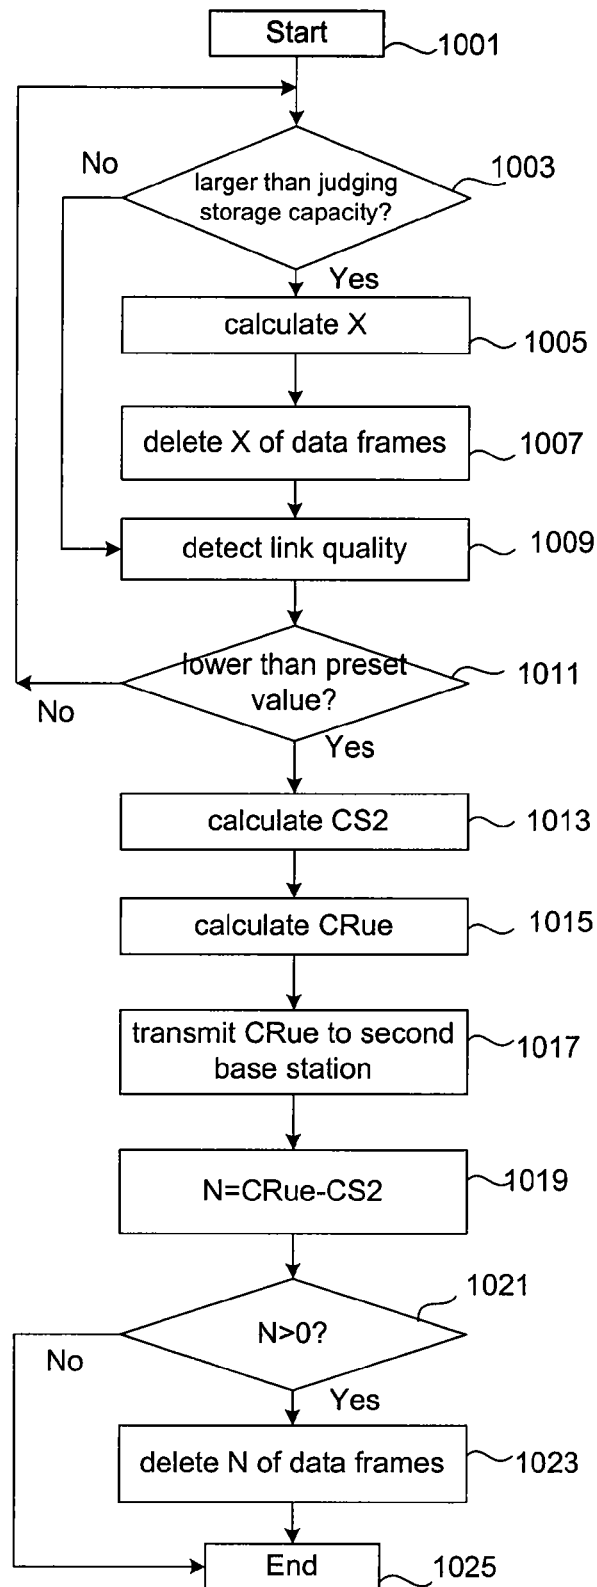 Start
1001
No
larger than judging
storage capacity?
1003
Yes
calculate X
1005
delete X of data frames
1007
detect link quality
1009
lower than preset
value?
1011
No
Yes
calculate CS2
1013
calculate CRue
1015
transmit CRue to second
base station
1017
N=CRue-CS2
1019
1021
N>0?
No
Yes
delete N of data frames
1023
End
1025